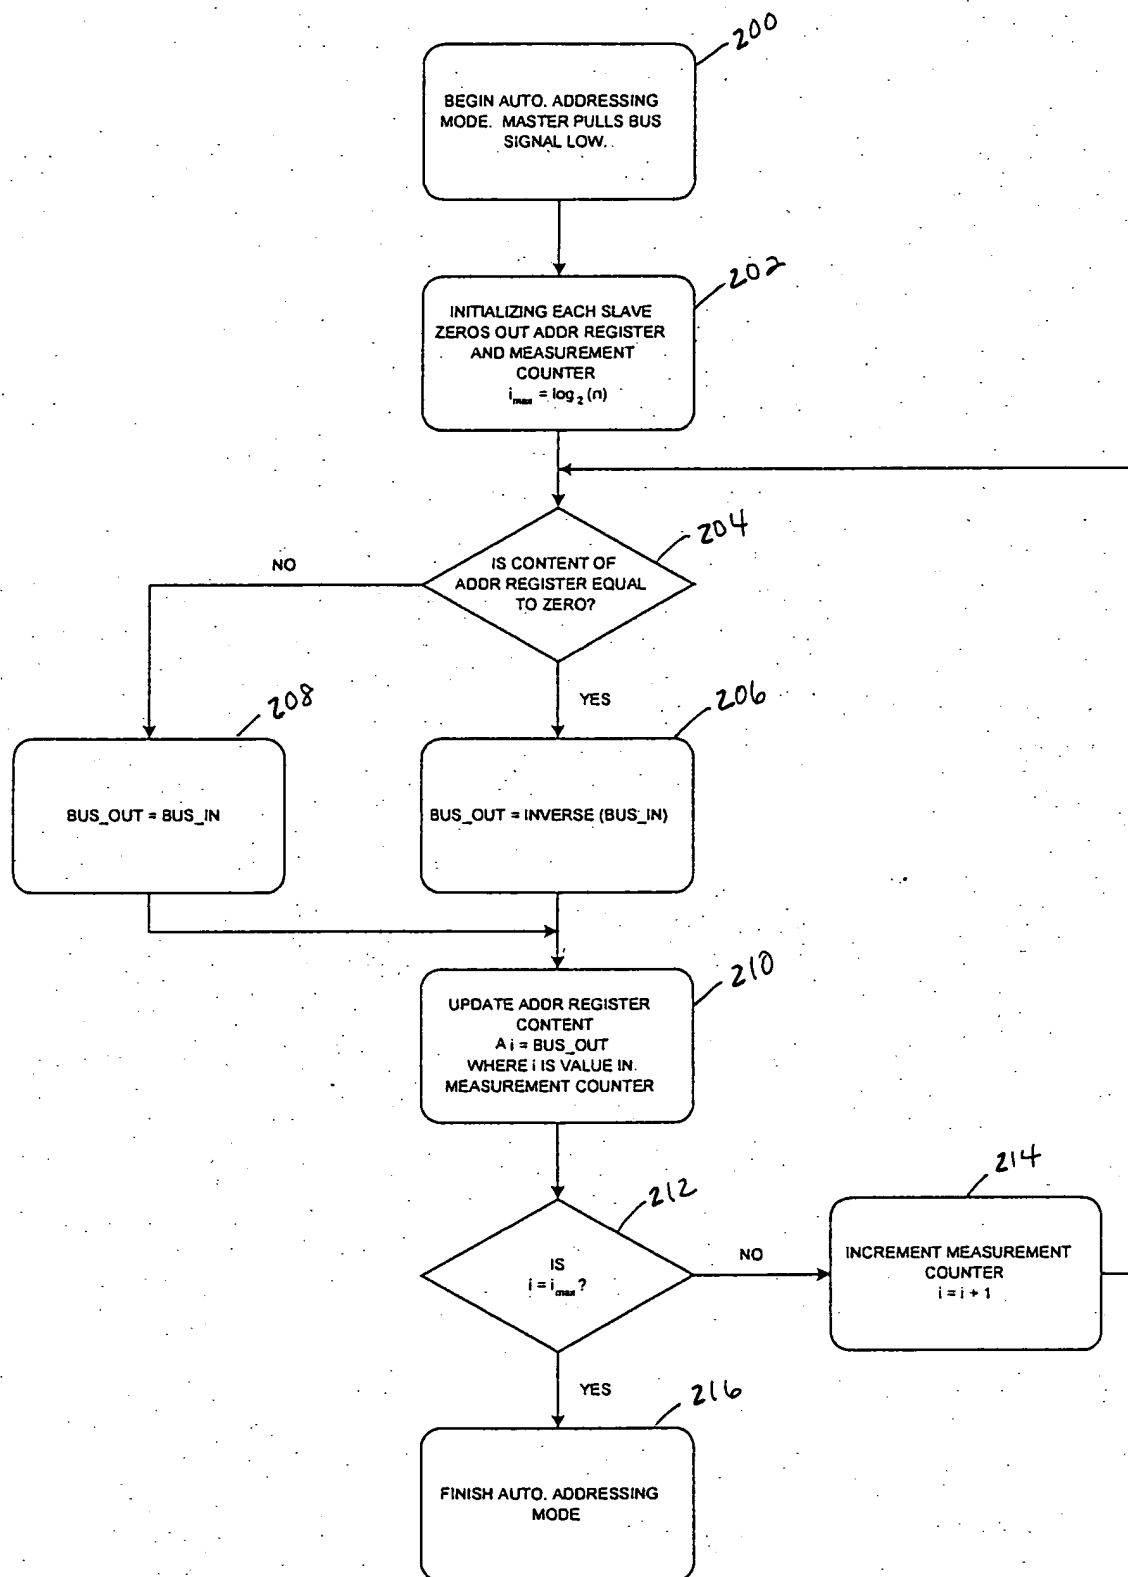 200
BEGIN AUTO. ADDRESSING
MODE. MASTER PULLS BUS
SIGNAL LOW.
202
INITIALIZING EACH SLAVE
ZEROS OUT ADDR REGISTER
AND MEASUREMENT
COUNTER
i_max = log_2 (n)
204
IS CONTENT OF
ADDR REGISTER EQUAL
TO ZERO?
NO
YES
208
BUS_OUT = BUS_IN
206
BUS_OUT = INVERSE (BUS_IN)
210
UPDATE ADDR REGISTER
CONTENT
A i = BUS_OUT
WHERE i IS VALUE IN
MEASUREMENT COUNTER
212
IS
i = i_max ?
NO
214
INCREMENT MEASUREMENT
COUNTER
i = i + 1
YES
216
FINISH AUTO. ADDRESSING
MODE